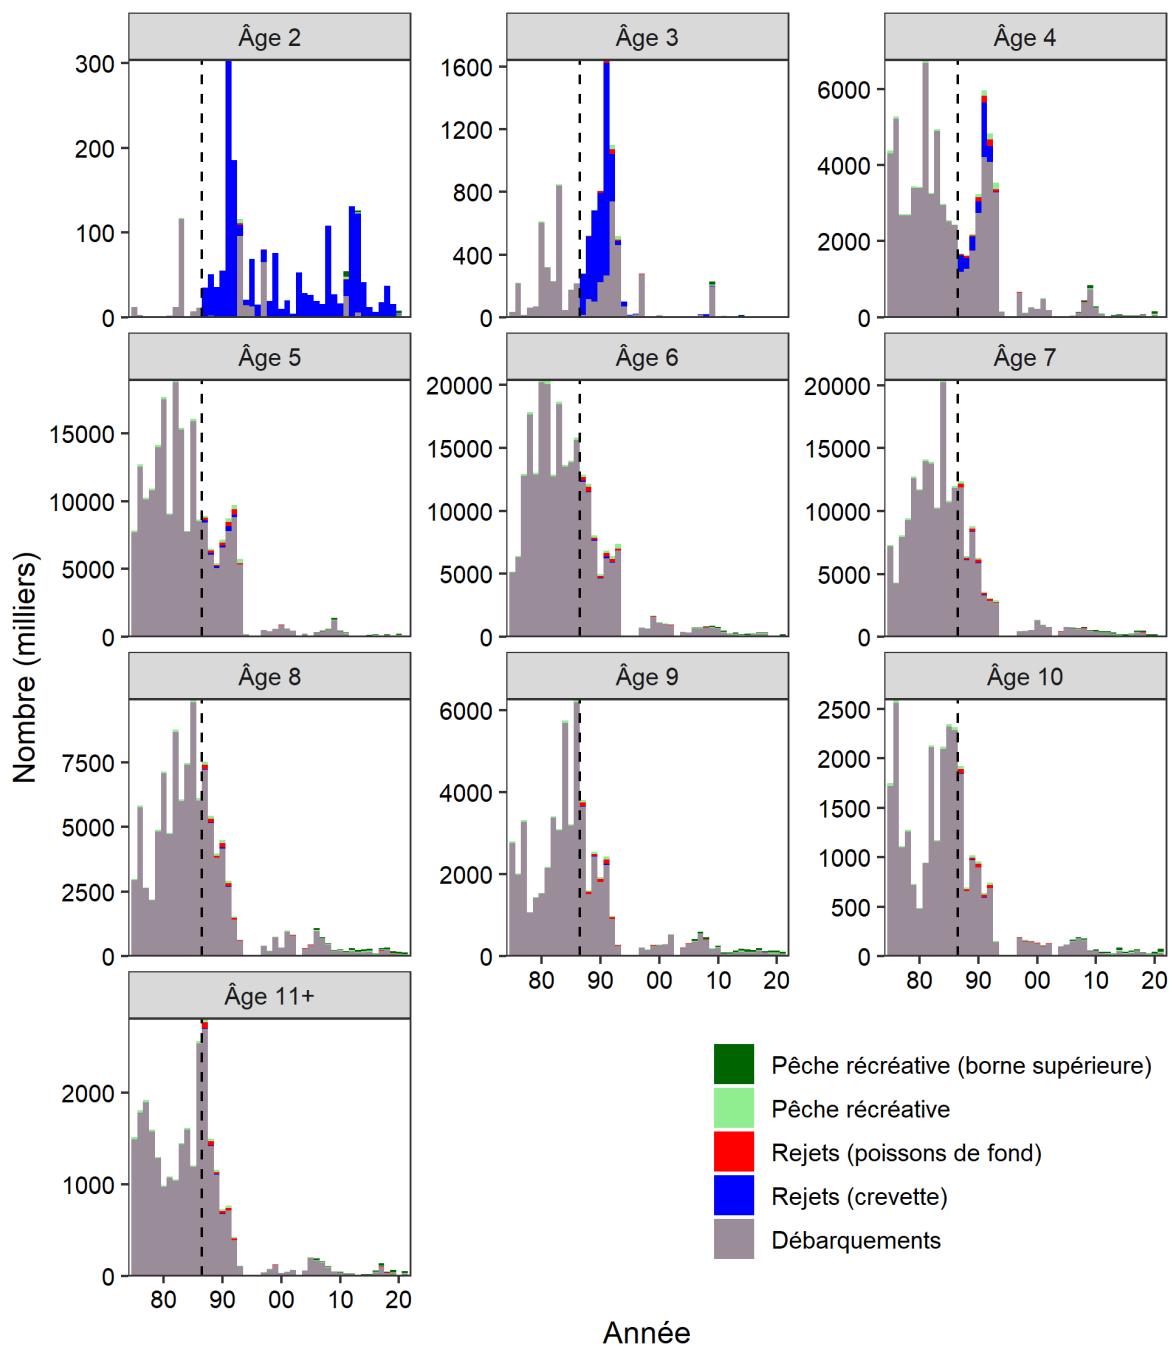 Âge 2
Âge 3
Âge 4
300
200
100
0
1600
1200
800
400
0
6000
4000
2000
0
Âge 5
Âge 6
Âge 7
15000
10000
5000
0
20000
15000
10000
5000
0
20000
15000
10000
5000
0
Âge 8
Âge 9
Âge 10
7500
5000
2500
0
6000
4000
2000
0
2500
2000
1500
1000
500
0
80 90 00 10 20
80 90 00 10 20
Âge 11+
2000
1000
0
80 90 00 10 20
Nombre (milliers)
Année
Pêche récréative (borne supérieure)
Pêche récréative
Rejets (poissons de fond)
Rejets (crevette)
Débarquements